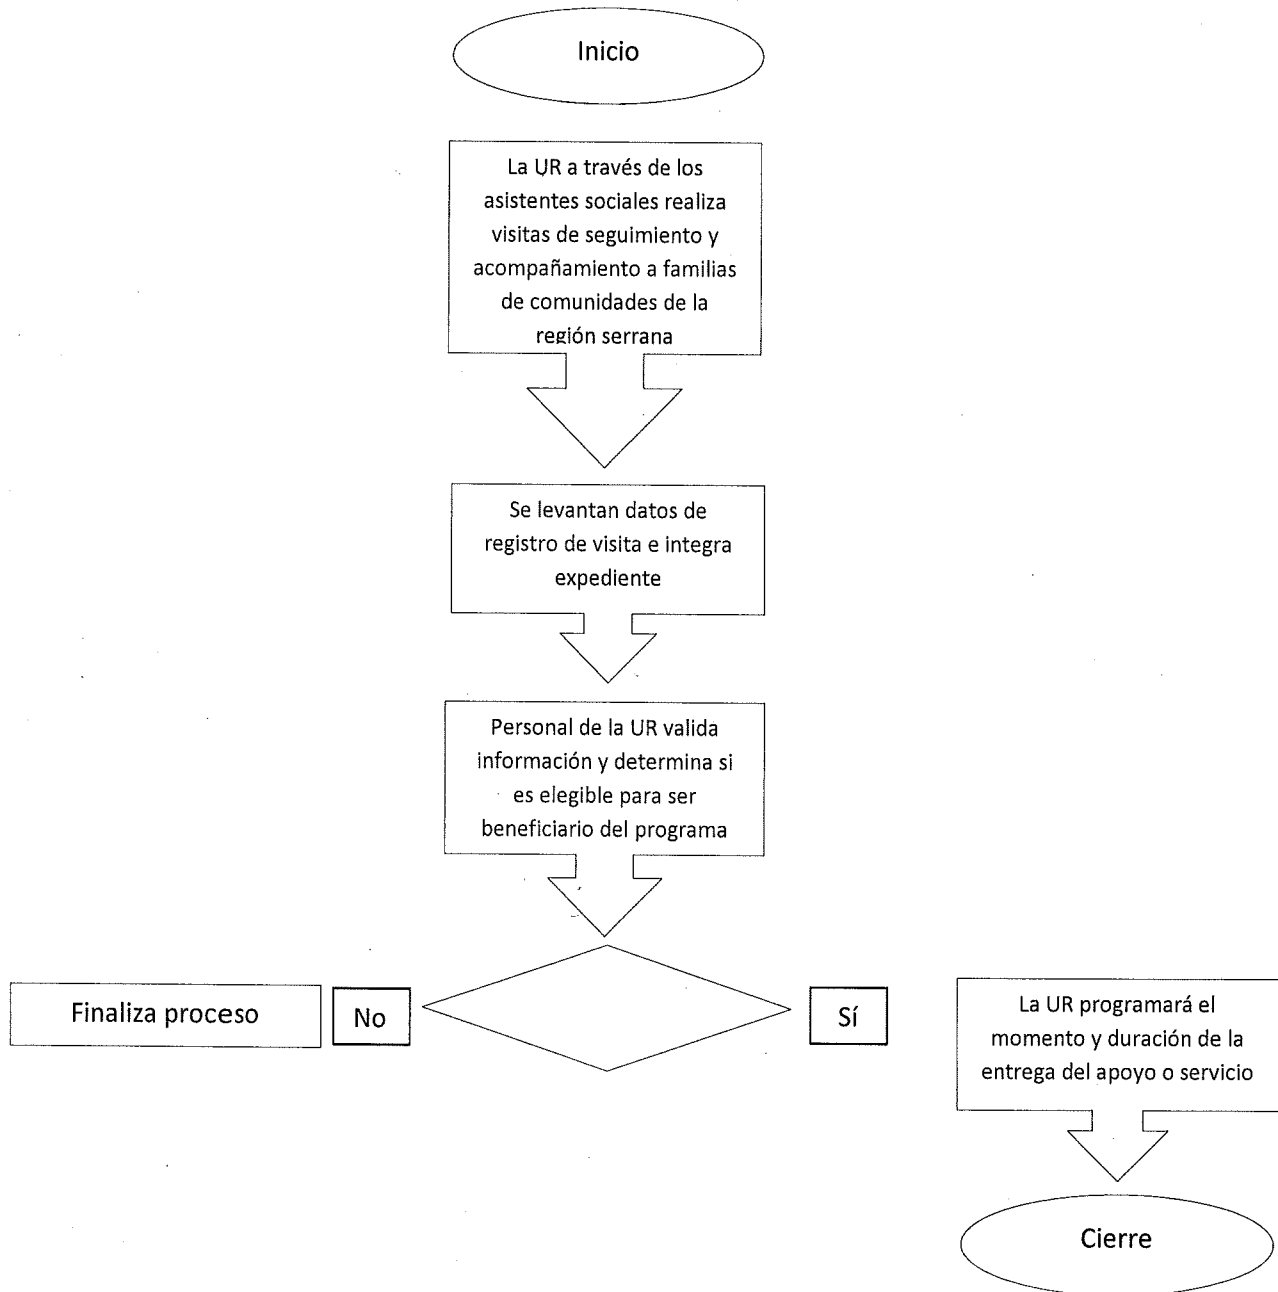 Inicio
La UR a través de los
asistentes sociales realiza
visitas de seguimiento y
acompañamiento a familias
de comunidades de la
región serrana
Se levantan datos de
registro de visita e integra
expediente
Personal de la UR valida
información y determina si
es elegible para ser
beneficiario del programa
Finaliza proceso
No
Sí
La UR programará el
momento y duración de la
entrega del apoyo o servicio
Cierre